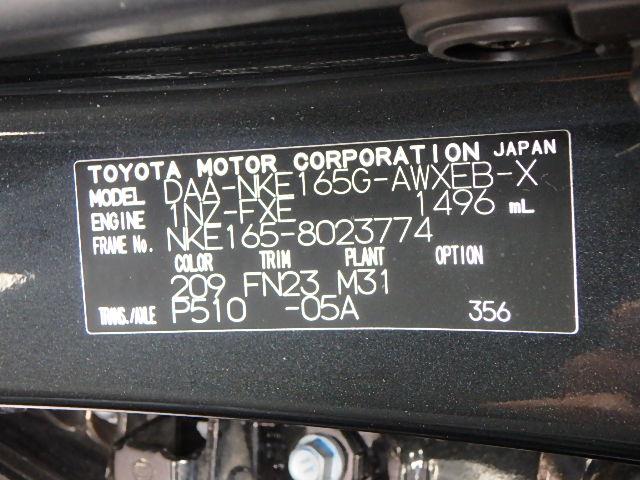 TOYOTA MOTOR CORPORATION JAPAN
MODEL DAA-NKE165G-AWXEB-X
ENGINE 1NZ-FXE 1496 mL
FRAME No. NKE165-8023774
COLOR TRIM PLANT OPTION
209 FN23 M31
TRANS./AXLE P510 -05A 356